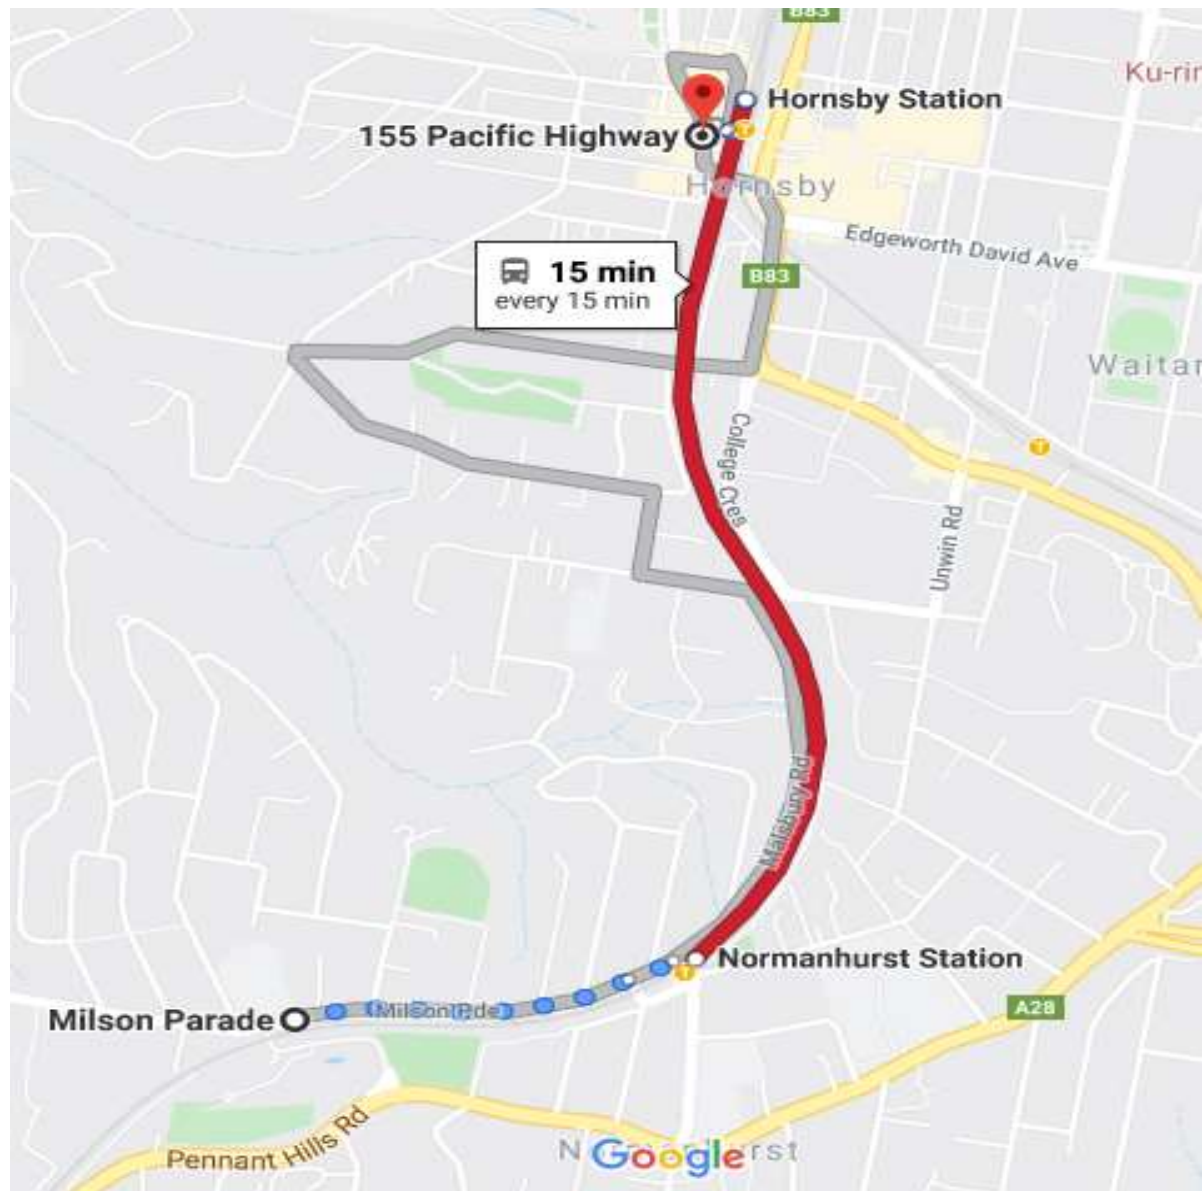 B83
Ku-rin
Hornsby Station
155 Pacific Highway
Hornsby
Edgeworth David Ave
15 min
every 15 min
B83
Waitar
College Cres
Unwin Rd
Malsbury Rd
Normanhurst Station
Milson Pde
Milson Parade
A28
Pennant Hills Rd
Google